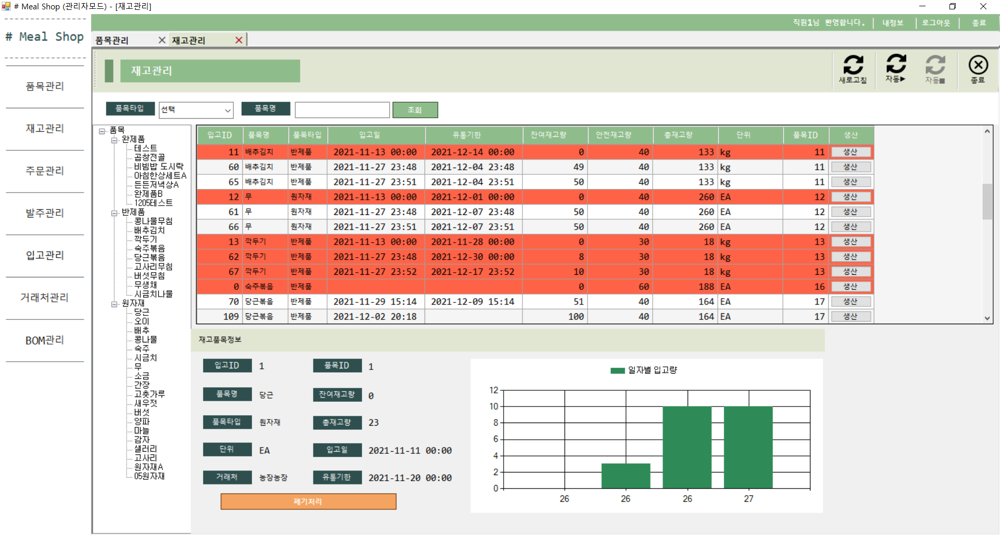 # Meal Shop (관리자모드) - [재고관리]
직원1님 환영합니다. 내정보 로그아웃 종료
# Meal Shop
품목관리
재고관리
주문관리
발주관리
입고관리
거래처관리
BOM관리
품목관리 재고관리
재고관리
새로고침 자동▶ 자동■ 종료
품목타입 선택 품목명 조회
품목
완제품
테스트
곱창전골
비빔밥 도시락
아침한상세트A
든든저녁상A
완제품B
1205테스트
반제품
콩나물무침
배추김치
깍두기
숙주볶음
당근볶음
고사리무침
버섯무침
무생채
시금치나물
원자재
당근
오이
배추
콩나물
숙주
시금치
무
소금
간장
고춧가루
새우젓
버섯
양파
마늘
감자
샐러리
고사리
원자재A
05원자재
입고ID 품목명 품목타입 입고일 유통기한 잔여재고량 안전재고량 총재고량 단위 품목ID 생산
11 배추김치 반제품 2021-11-13 00:00 2021-12-14 00:00 0 40 133 kg 11 생산
60 배추김치 반제품 2021-11-27 23:48 2021-12-04 23:48 49 40 133 kg 11 생산
65 배추김치 반제품 2021-11-27 23:51 2021-12-04 23:51 50 40 133 kg 11 생산
12 무 원자재 2021-11-13 00:00 2021-12-01 00:00 0 40 260 EA 12 생산
61 무 원자재 2021-11-27 23:48 2021-12-07 23:48 50 40 260 EA 12 생산
66 무 원자재 2021-11-27 23:51 2021-12-07 23:51 50 40 260 EA 12 생산
13 깍두기 반제품 2021-11-13 00:00 2021-11-28 00:00 0 30 18 kg 13 생산
62 깍두기 반제품 2021-11-27 23:48 2021-12-30 00:00 8 30 18 kg 13 생산
67 깍두기 반제품 2021-11-27 23:52 2021-12-17 23:52 10 30 18 kg 13 생산
0 숙주볶음 반제품 0 60 188 EA 16 생산
70 당근볶음 반제품 2021-11-29 15:14 2021-12-09 15:14 51 40 164 EA 17 생산
109 당근볶음 반제품 2021-12-02 20:18 100 40 164 EA 17 생산
재고품목정보
입고ID 1 품목ID 1
품목명 당근 잔여재고량 0
품목타입 원자재 총재고량 23
단위 EA 입고일 2021-11-11 00:00
거래처 농장농장 유통기한 2021-11-20 00:00
폐기처리
일자별 입고량
12
10
8
6
4
2
0
26 26 26 27